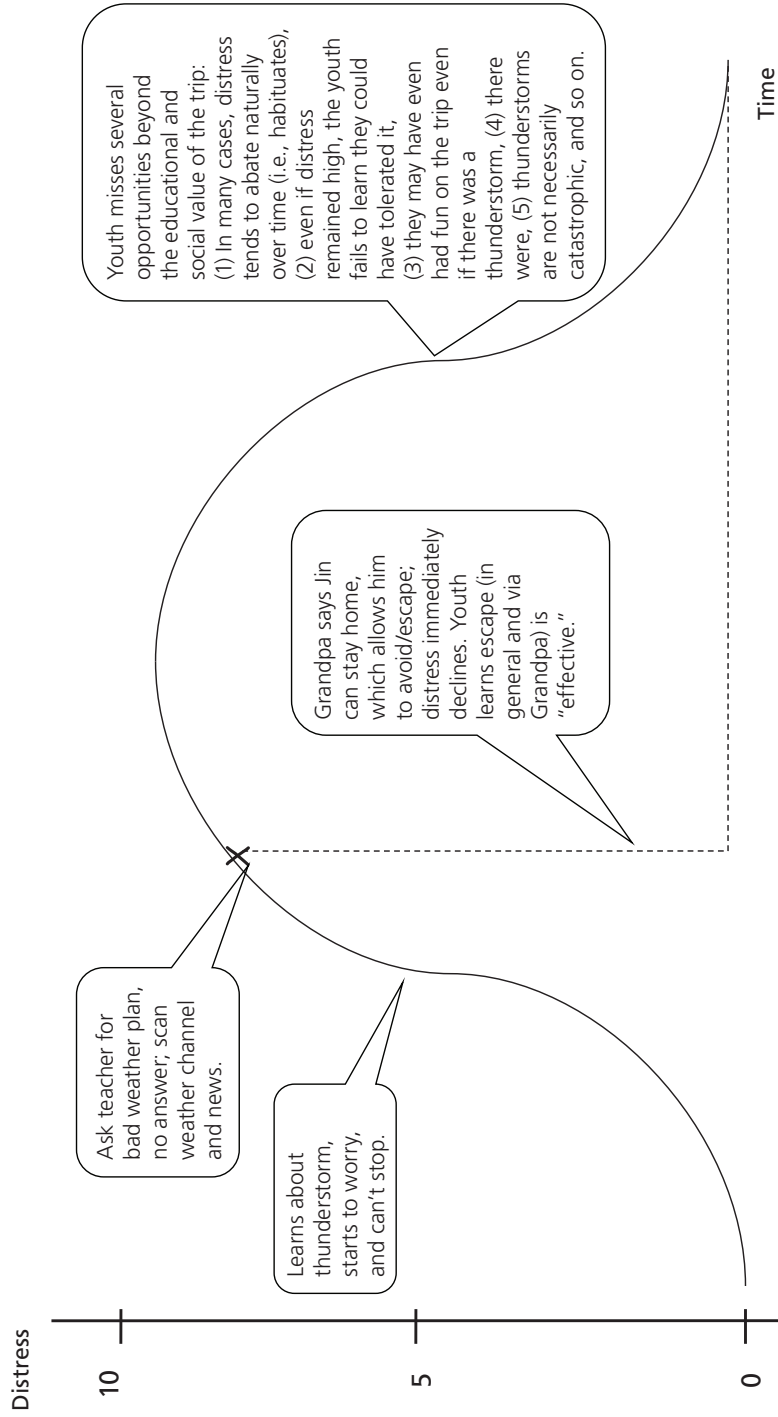 Distress
10
5
0
Learns about
thunderstorm,
starts to worry,
and can’t stop.
Ask teacher for
bad weather plan,
no answer; scan
weather channel
and news.
Grandpa says Jin
can stay home,
which allows him
to avoid/escape;
distress immediately
declines. Youth
learns escape (in
general and via
Grandpa) is
“effective.”
Youth misses several
opportunities beyond
the educational and
social value of the trip:
(1) In many cases, distress
tends to abate naturally
over time (i.e., habituates),
(2) even if distress
remained high, the youth
fails to learn they could
have tolerated it,
(3) they may have even
had fun on the trip even
if there was a
thunderstorm, (4) there
were, (5) thunderstorms
are not necessarily
catastrophic, and so on.
Time